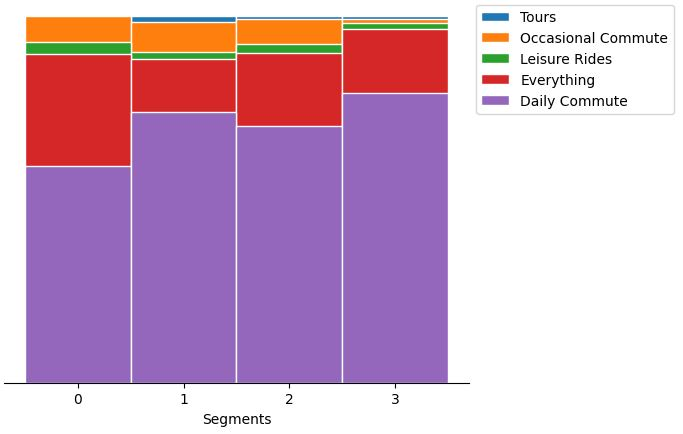 Tours
Occasional Commute
Leisure Rides
Everything
Daily Commute
0 1 2 3
Segments